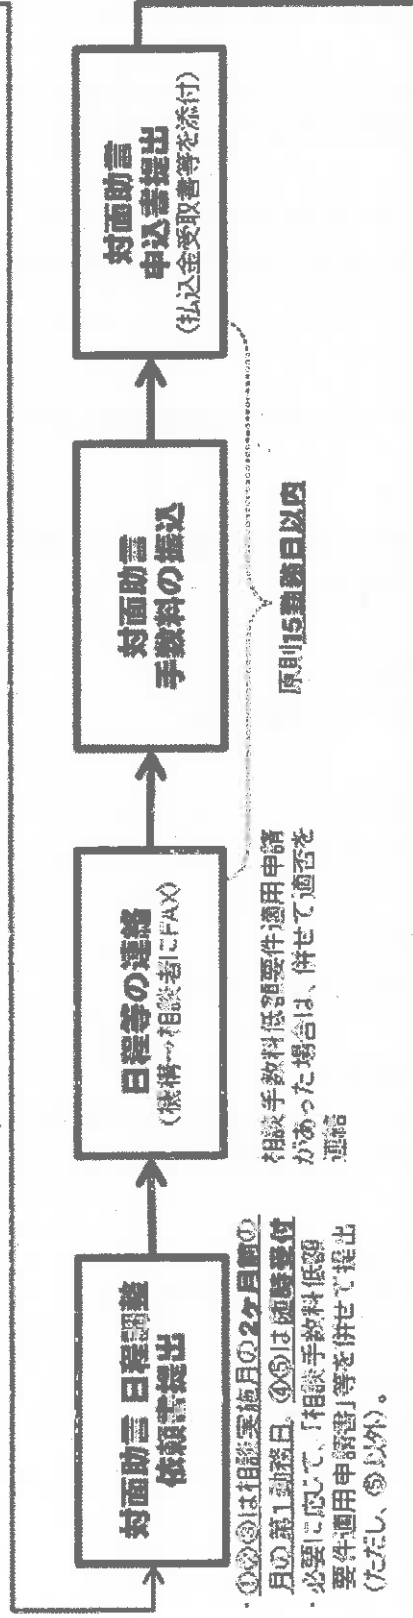 対面助言 日程調整
依頼書提出
・①②③は相談実施月の2ヶ月前の
月の第1勤務日、④⑤は随時受付
・必要に応じて、「相談手数料低額
要件適用申請書」等を併せて提出
(ただし、⑤以外)。
日程等の連絡
(機構→相談者にFAX)
相談手数料低額要件適用申請
があった場合は、併せて適否を
連絡
対面助言
手数料の振込
対面助言
申込書提出
(払込金受取書等を添付)
原則15勤務日以内